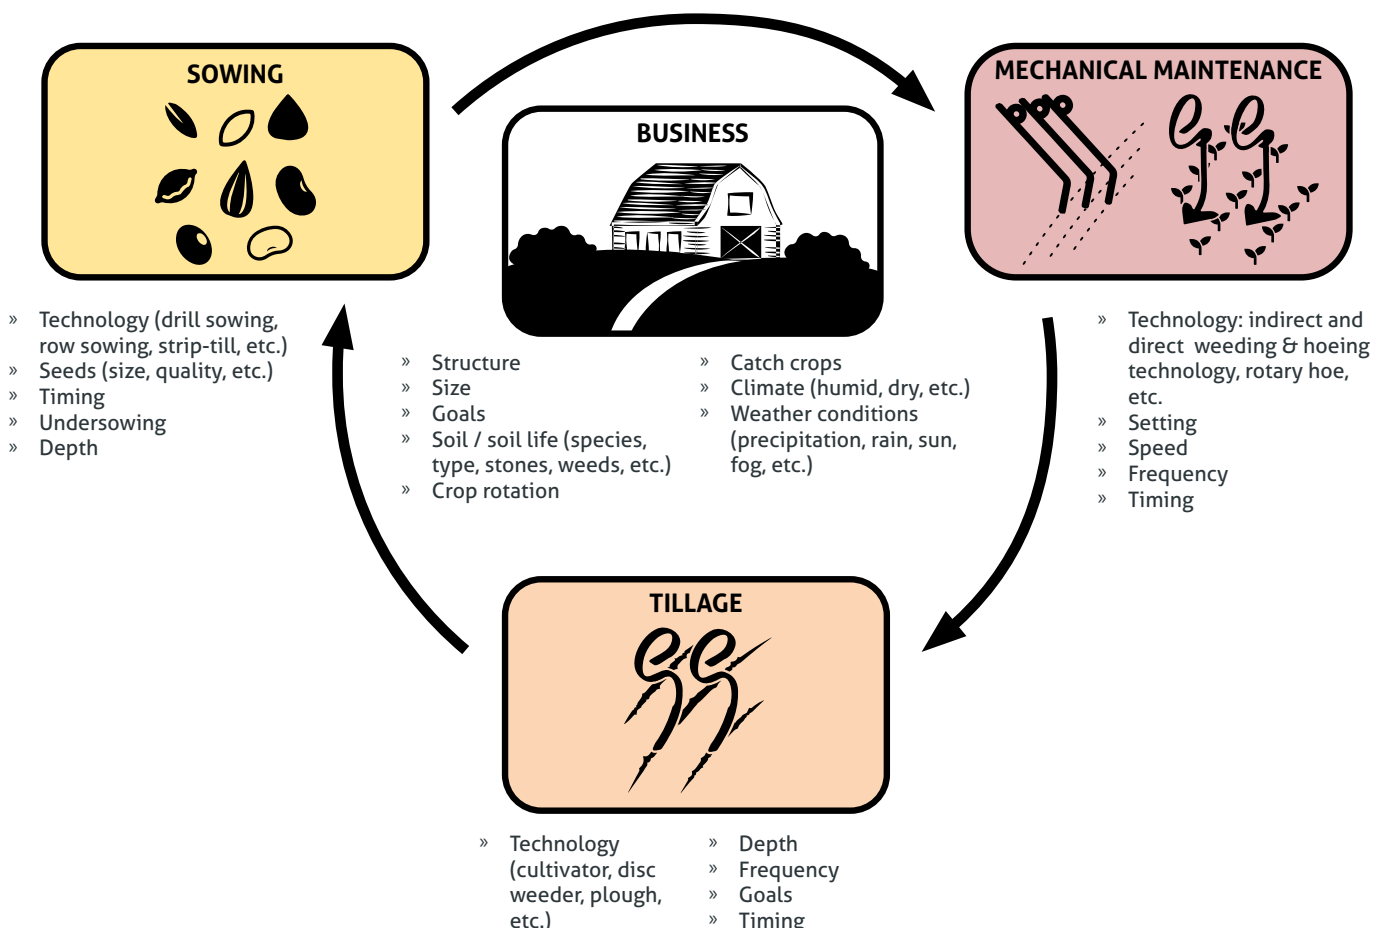 SOWING
» Technology (drill sowing,
row sowing, strip-till, etc.)
» Seeds (size, quality, etc.)
» Timing
» Undersowing
» Depth
BUSINESS
» Structure
» Size
» Goals
» Soil / soil life (species,
type, stones, weeds, etc.)
» Crop rotation
» Catch crops
» Climate (humid, dry, etc.)
» Weather conditions
(precipitation, rain, sun,
fog, etc.)
MECHANICAL MAINTENANCE
» Technology: indirect and
direct weeding & hoeing
technology, rotary hoe,
etc.
» Setting
» Speed
» Frequency
» Timing
TILLAGE
» Technology
(cultivator, disc
weeder, plough,
etc.)
» Depth
» Frequency
» Goals
» Timing